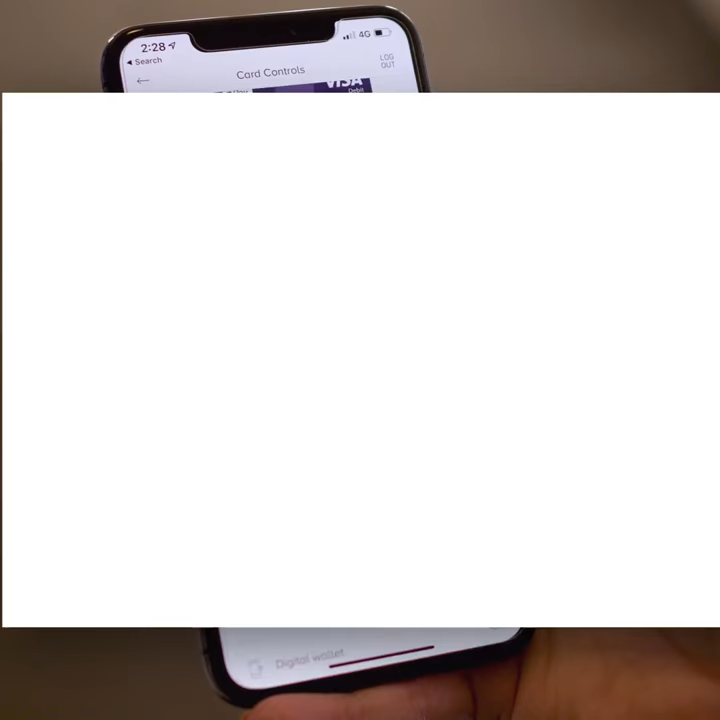 2:28
4G
◀ Search
LOG
OUT
Card Controls
VISA
Debit
Digital wallet